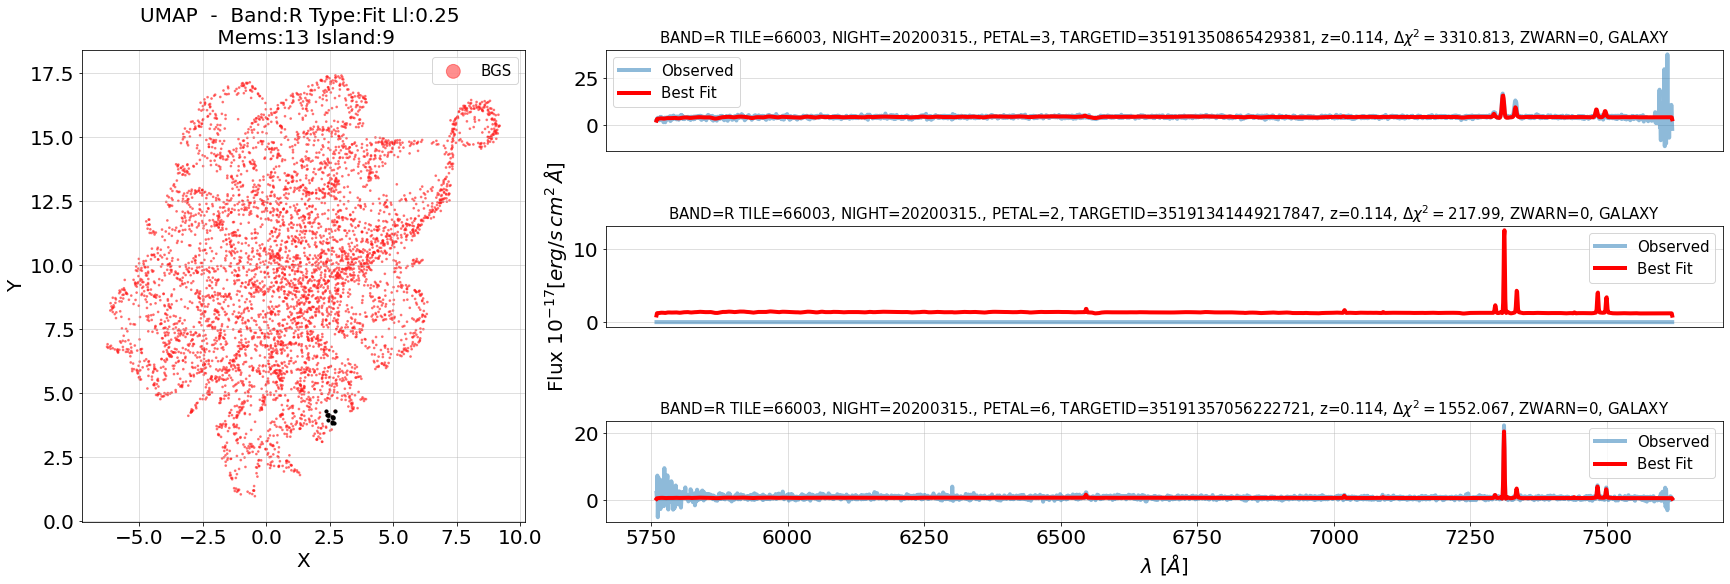 UMAP  -  Band:R Type:Fit Ll:0.25
Mems:13 Island:9
BGS
17.5
15.0
12.5
10.0
7.5
5.0
2.5
0.0
Y
−5.0 −2.5 0.0 2.5 5.0 7.5 10.0
X
Flux 10⁻¹⁷[erg/s cm² Å]
BAND=R TILE=66003, NIGHT=20200315., PETAL=3, TARGETID=35191350865429381, z=0.114, Δχ² = 3310.813, ZWARN=0, GALAXY
Observed
Best Fit
25
0
BAND=R TILE=66003, NIGHT=20200315., PETAL=2, TARGETID=35191341449217847, z=0.114, Δχ² = 217.99, ZWARN=0, GALAXY
Observed
Best Fit
10
0
BAND=R TILE=66003, NIGHT=20200315., PETAL=6, TARGETID=35191357056222721, z=0.114, Δχ² = 1552.067, ZWARN=0, GALAXY
Observed
Best Fit
20
0
5750 6000 6250 6500 6750 7000 7250 7500
λ [Å]